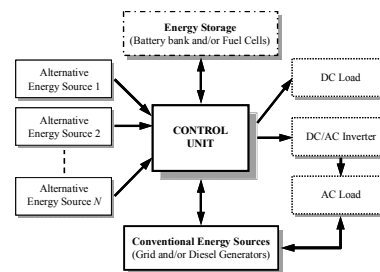 Energy Storage
(Battery bank and/or Fuel Cells)
Alternative
Energy Source 1
Alternative
Energy Source 2
Alternative
Energy Source N
CONTROL
UNIT
DC Load
DC/AC Inverter
AC Load
Conventional Energy Sources
(Grid and/or Diesel Generators)